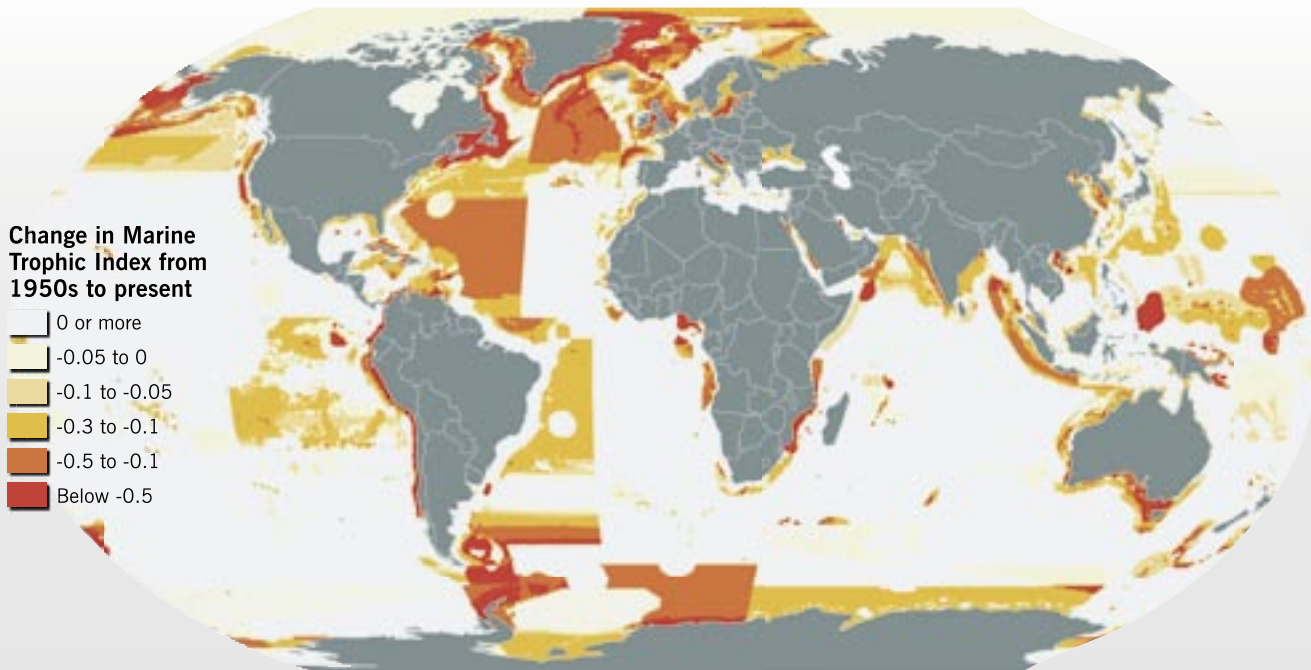 Change in Marine
Trophic Index from
1950s to present
0 or more
-0.05 to 0
-0.1 to -0.05
-0.3 to -0.1
-0.5 to -0.1
Below -0.5